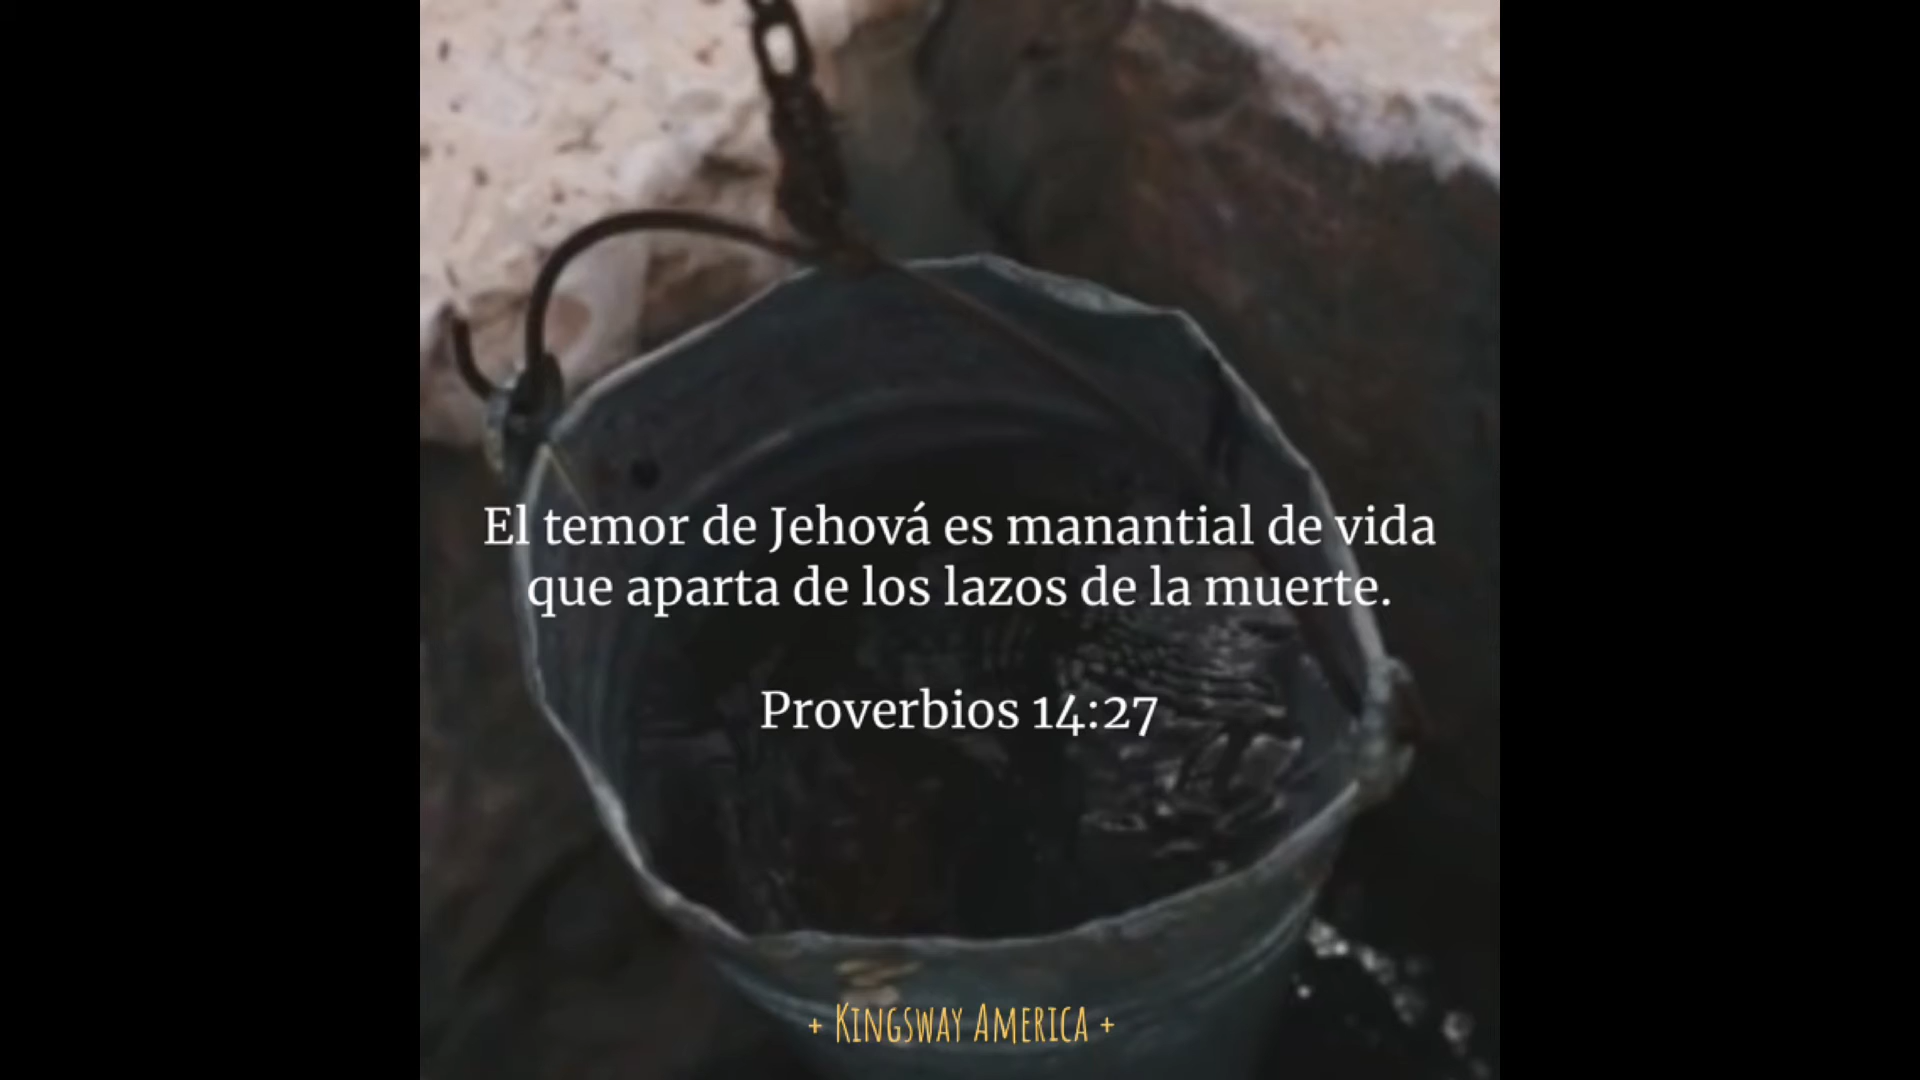 El temor de Jehová es manantial de vida
que aparta de los lazos de la muerte.
Proverbios 14:27
+ Kingsway America +